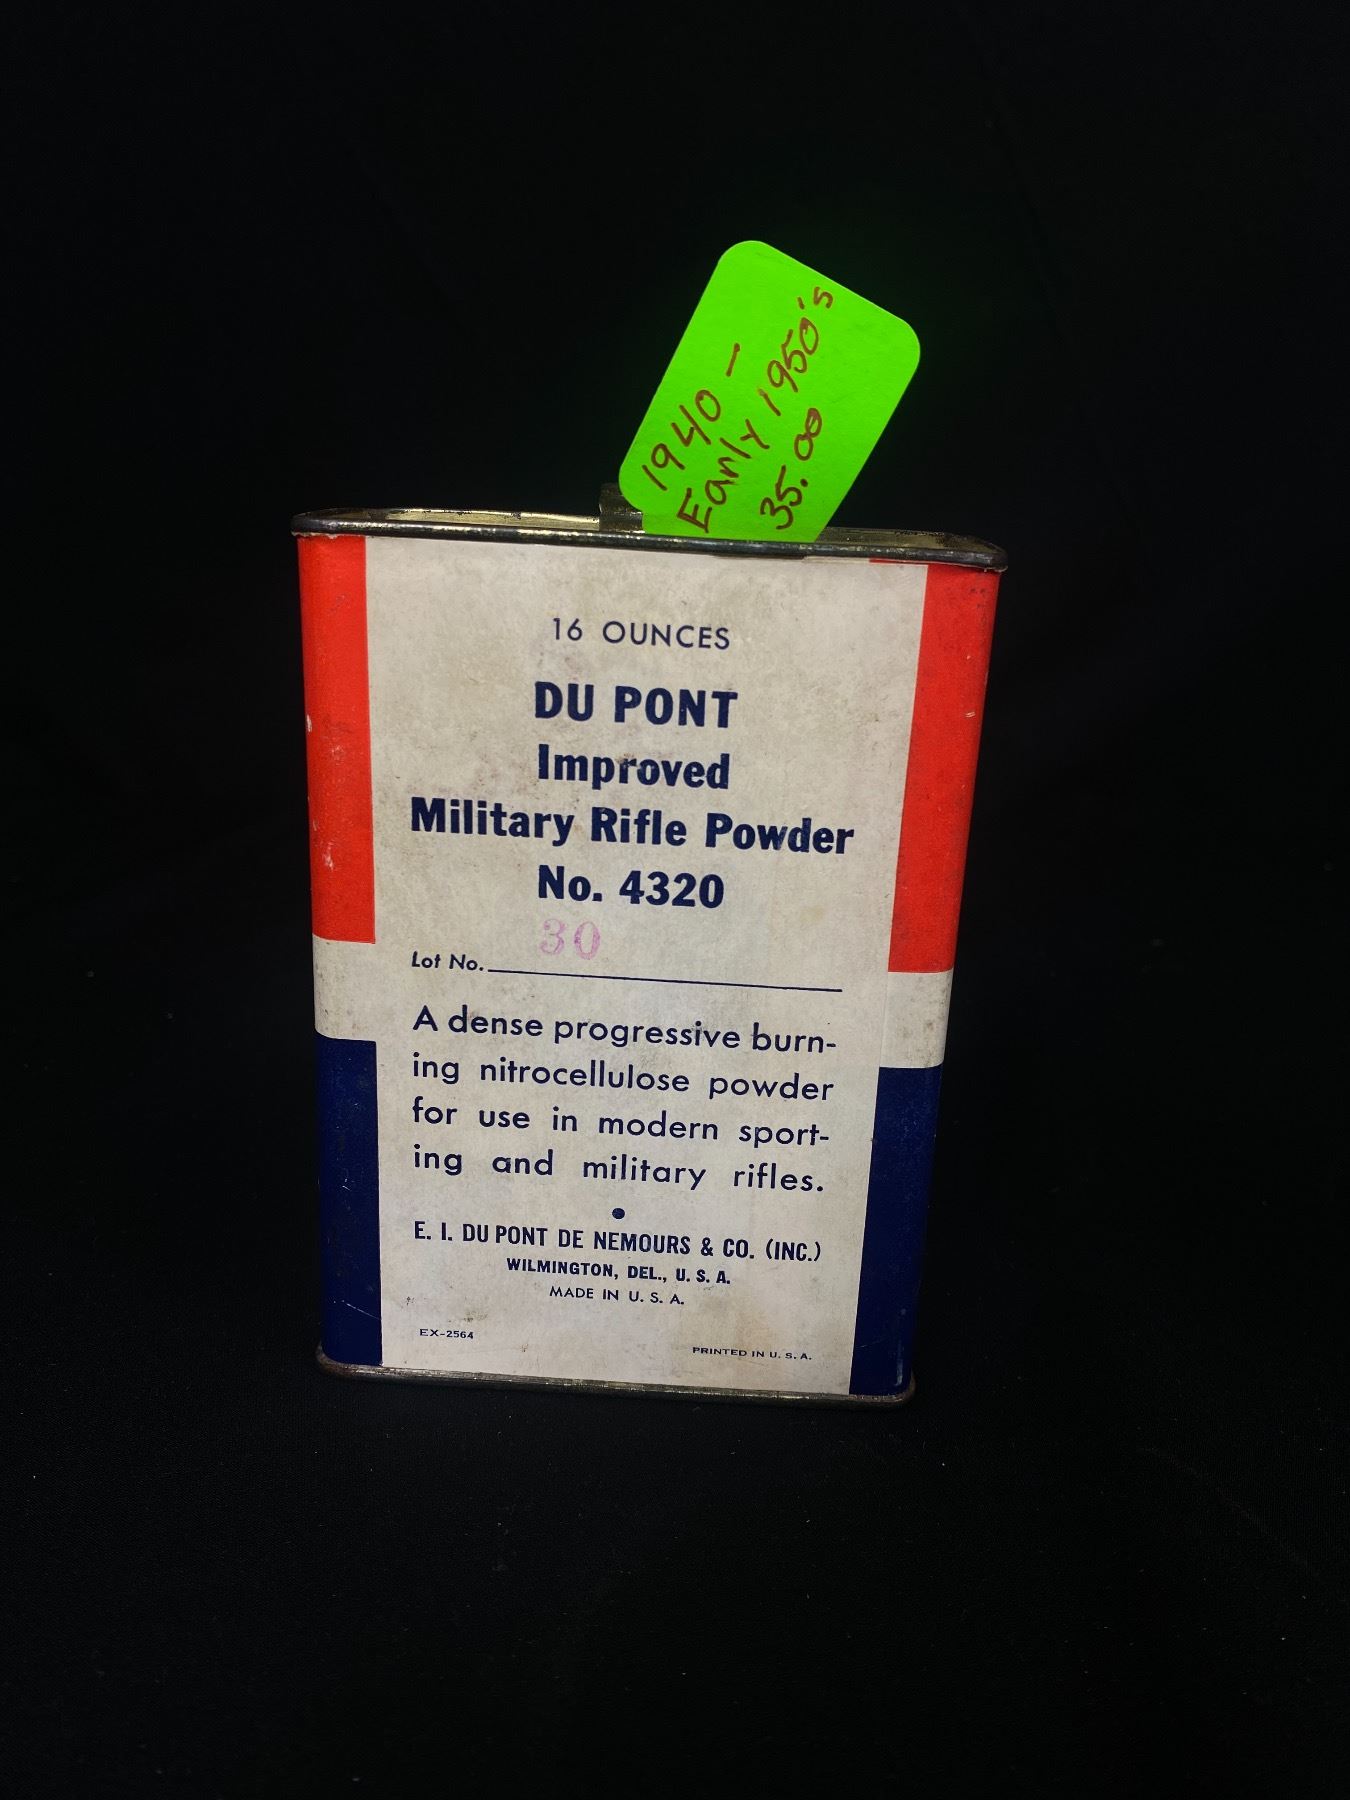 1940 -
Early 1950's
35.00
16 OUNCES
DU PONT
Improved
Military Rifle Powder
No. 4320
30
Lot No.
A dense progressive burn-
ing nitrocellulose powder
for use in modern sport-
ing and military rifles.
E. I. DU PONT DE NEMOURS & CO. (INC.)
WILMINGTON, DEL., U. S. A.
MADE IN U. S. A.
EX-2564
PRINTED IN U. S. A.